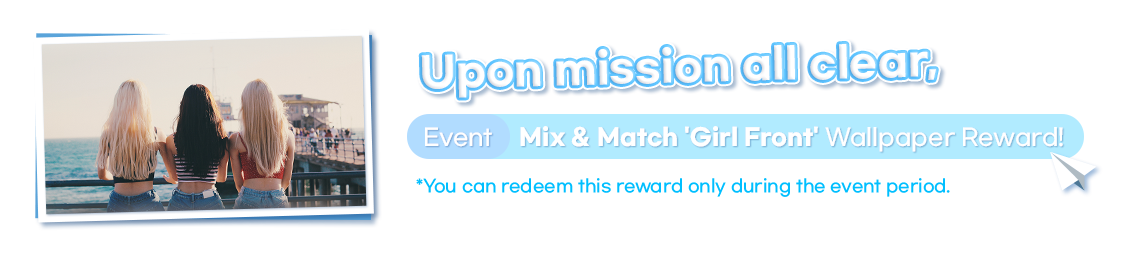 Upon mission all clear,
Event Mix & Match 'Girl Front' Wallpaper Reward!
*You can redeem this reward only during the event period.